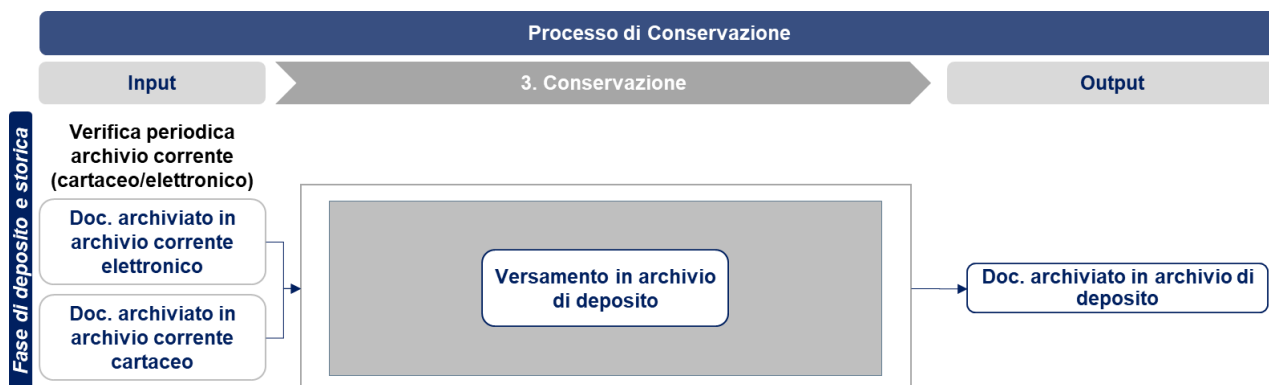 Processo di Conservazione
Input
3. Conservazione
Output
Fase di deposito e storica
Verifica periodica
archivio corrente
(cartaceo/elettronico)
Doc. archiviato in
archivio corrente
elettronico
Doc. archiviato in
archivio corrente
cartaceo
Versamento in archivio
di deposito
Doc. archiviato in archivio di
deposito